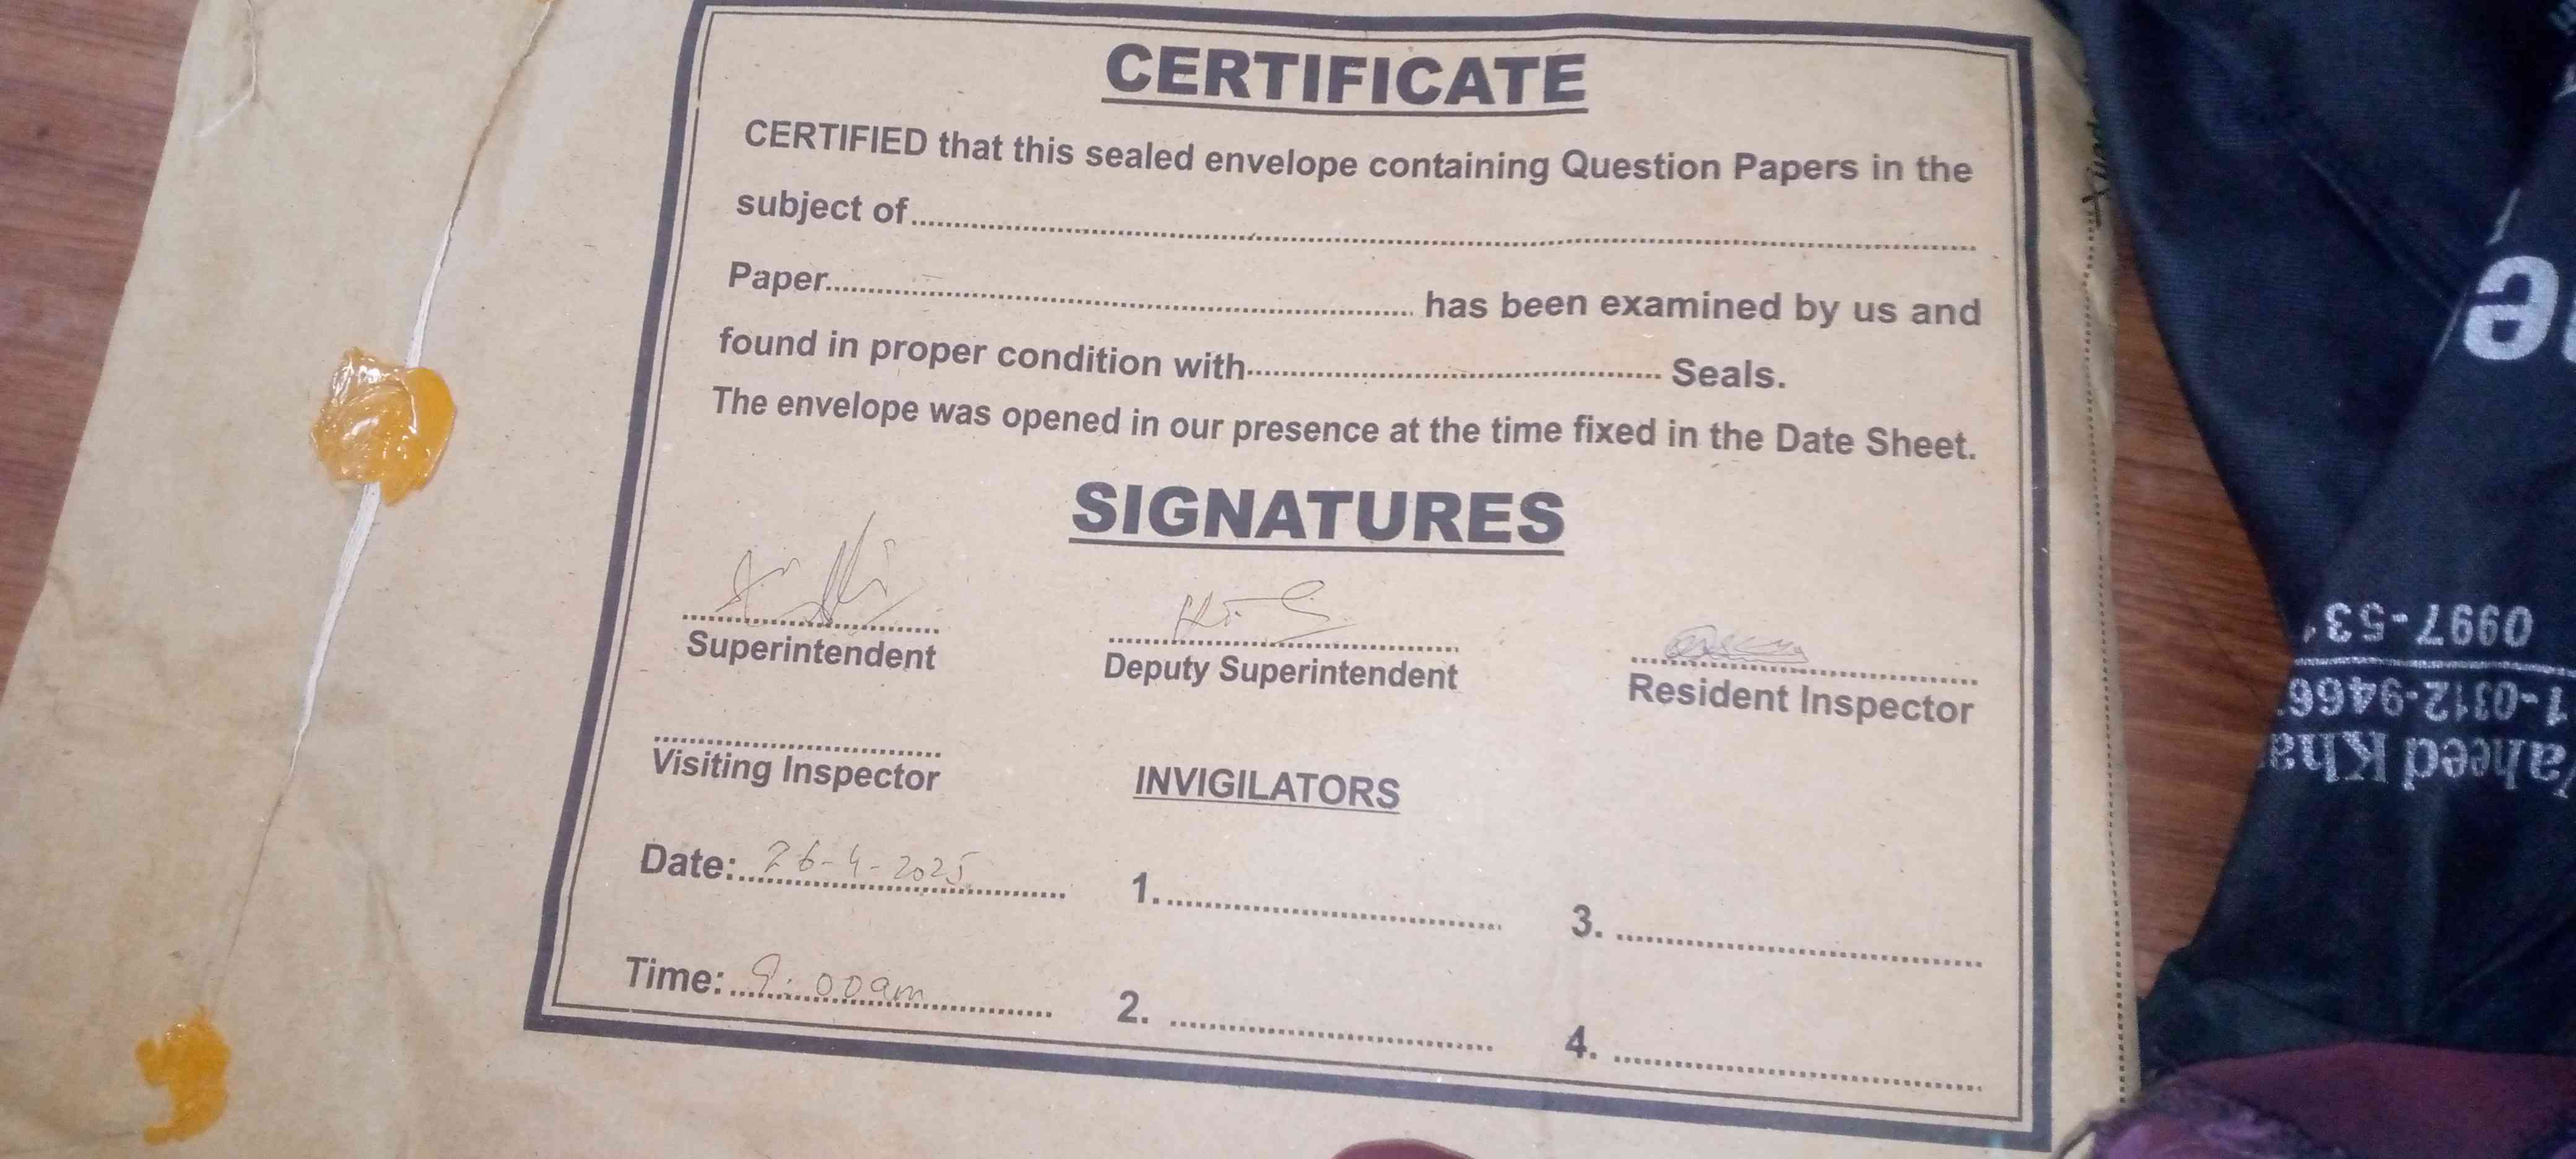 CERTIFICATE
CERTIFIED that this sealed envelope containing Question Papers in the
subject of
Paper has been examined by us and
found in proper condition with Seals.
The envelope was opened in our presence at the time fixed in the Date Sheet.
SIGNATURES
Superintendent
Deputy Superintendent
Resident Inspector
Visiting Inspector
INVIGILATORS
Date: 26-4-2025
1.
3.
Time: 9:00am
2.
4.
e
0997-53
1-0312-9466
aheed Kha